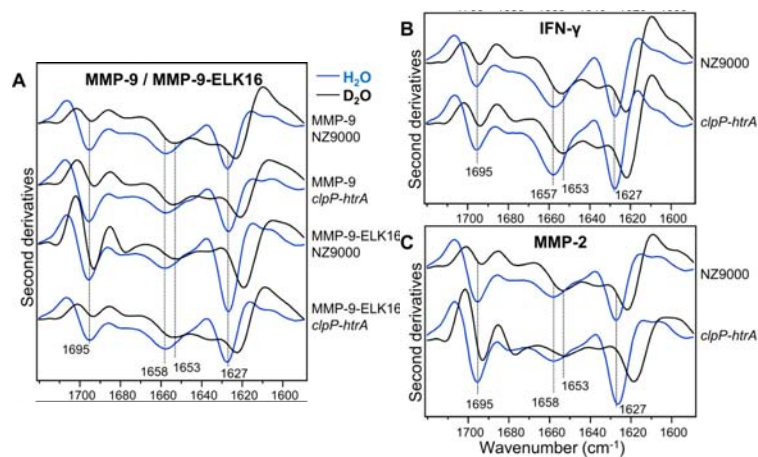 A
MMP-9 / MMP-9-ELK16
H₂O
D₂O
Second derivatives
MMP-9
NZ9000
MMP-9
clpP-htrA
MMP-9-ELK16
NZ9000
MMP-9-ELK16
clpP-htrA
1695
1658
1653
1627
1700 1680 1660 1640 1620 1600
B
IFN-γ
Second derivatives
NZ9000
clpP-htrA
1695
1657
1653
1627
1700 1680 1660 1640 1620 1600
C
MMP-2
Second derivatives
NZ9000
clpP-htrA
1695
1658
1653
1627
1700 1680 1660 1640 1620 1600
Wavenumber (cm⁻¹)